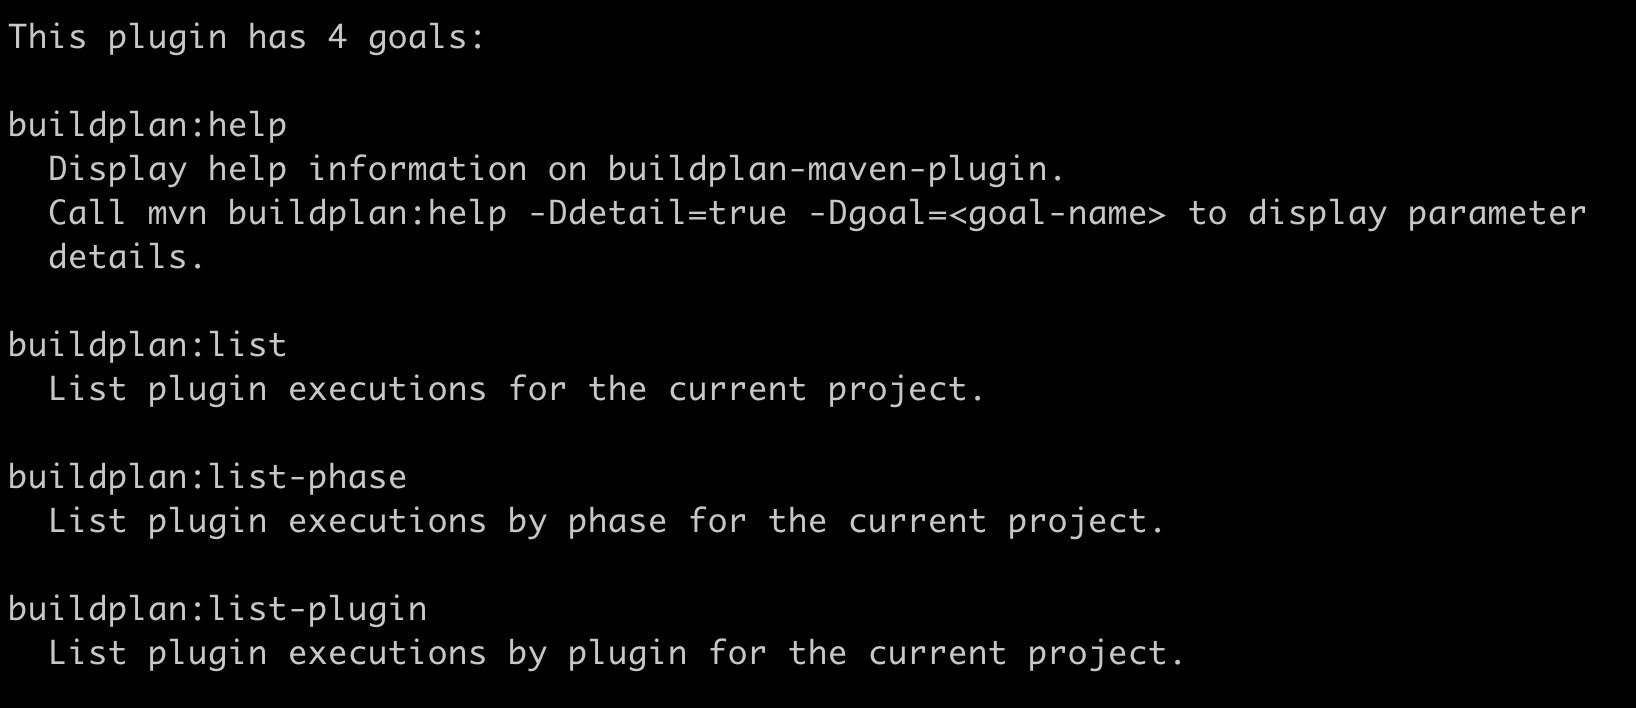 This plugin has 4 goals:
buildplan:help
Display help information on buildplan-maven-plugin.
Call mvn buildplan:help -Ddetail=true -Dgoal=<goal-name> to display parameter
details.
buildplan:list
List plugin executions for the current project.
buildplan:list-phase
List plugin executions by phase for the current project.
buildplan:list-plugin
List plugin executions by plugin for the current project.